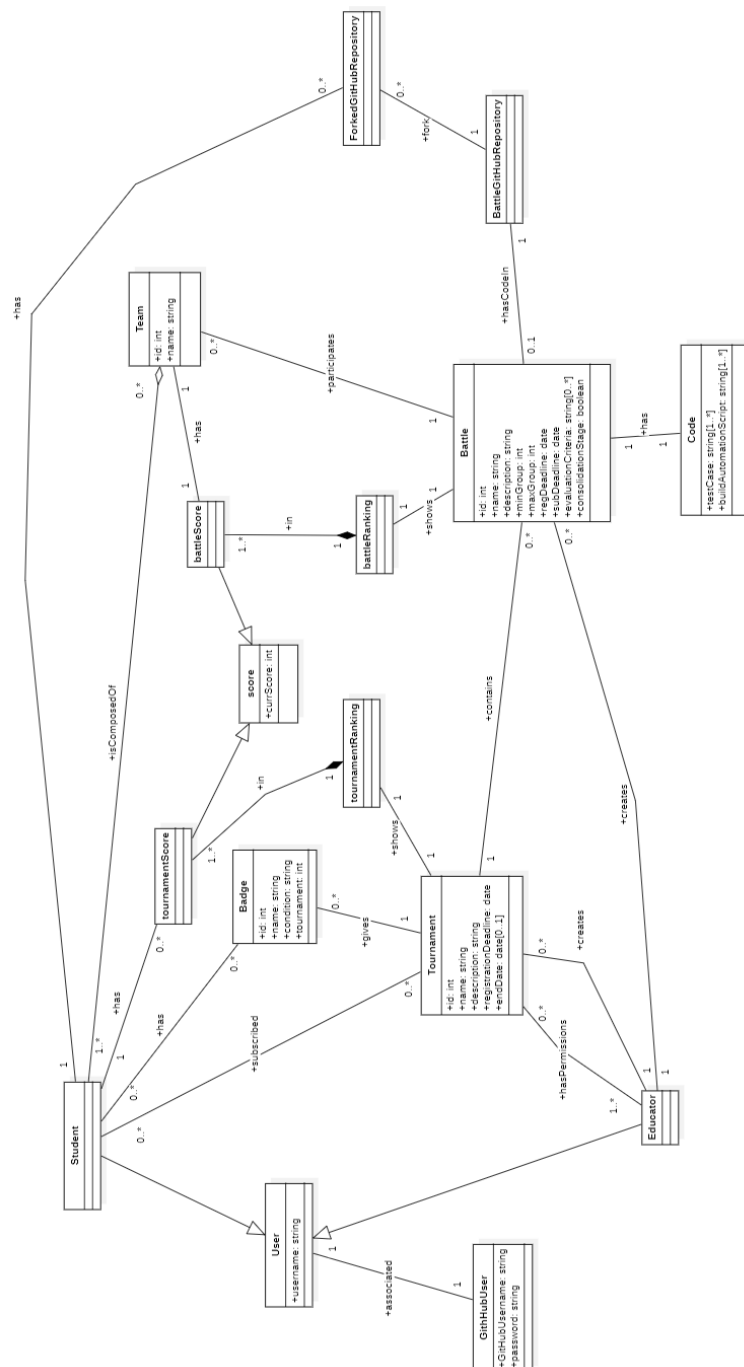 +has
Student
1
1..*
+has
1
0..*
+has
0..*
+subscribed
0..*
+isComposedOf
0..*
Team
+id: int
+name: string
0..*
1
+has
1
tournamentScore
0..*
1..*
+in
1
battleScore
1..*
+in
1
User
+username: string
1
+associated
1
GithHubUser
+GitHubUsername: string
+password: string
Badge
+id: int
+name: string
+condition: string
+tournament: int
0..*
0..*
+gives
1
score
+currScore: int
tournamentRanking
1
+shows
1
battleRanking
1
+shows
1
+participates
1
ForkedGitHubRepository
0..*
0..*
+fork
1
BattleGitHubRepository
1
+hasCodeIn
0..1
Tournament
+id: int
+name: string
+description: string
+registrationDeadline: date
+endDate: date[0..1]
0..*
1
+contains
0..*
Battle
+id: int
+name: string
+description: string
+minGroup: int
+maxGroup: int
+regDeadline: date
+subDeadline: date
+evaluationCriteria: string[0..*]
+consolidationStage: boolean
0..*
0..*
+hasPermissions
1..*
0..*
+creates
1
+creates
1
Educator
1
+has
1
Code
+testCase: string[1..*]
+buildAutomationScript: string[1..*]